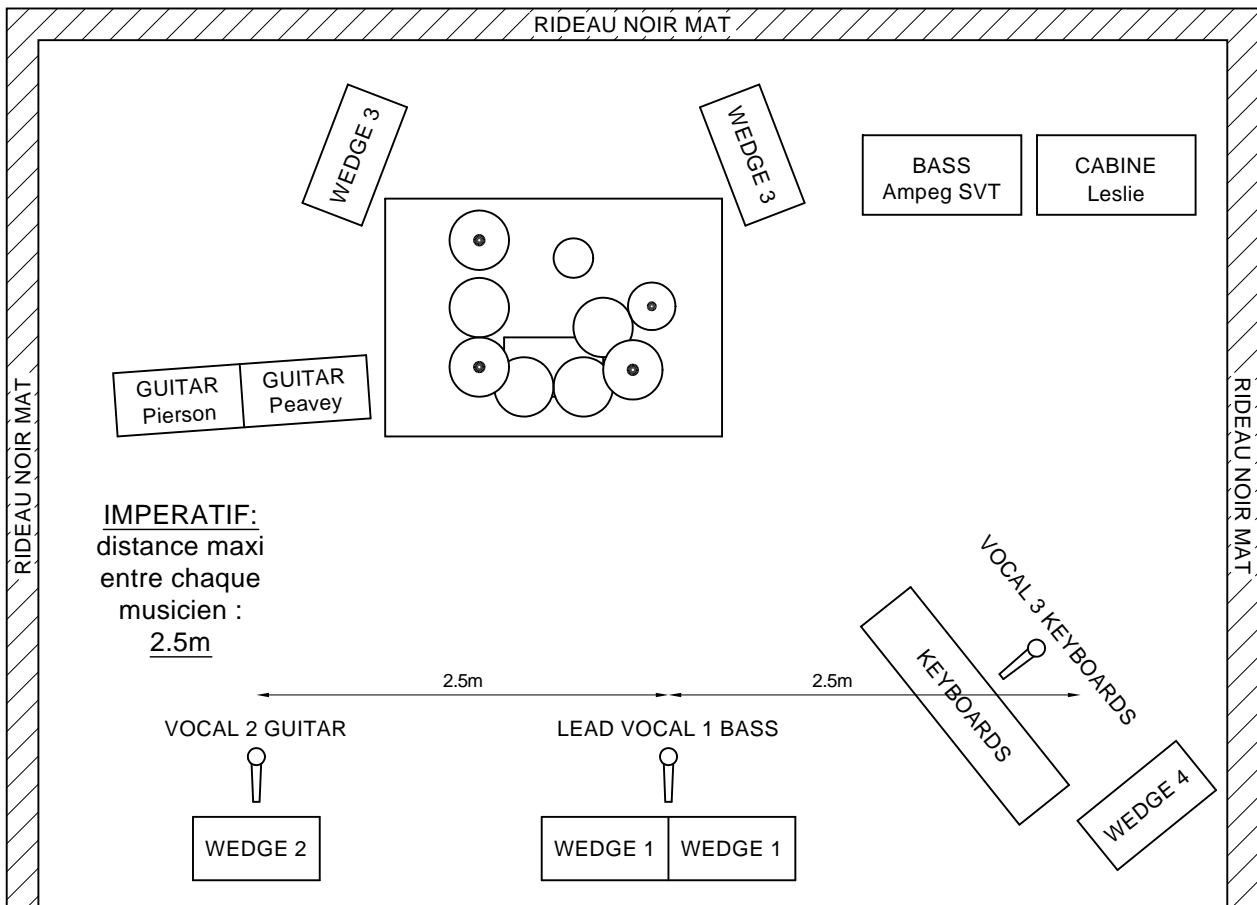 RIDEAU NOIR MAT
WEDGE 3
WEDGE 3
BASS
Ampeg SVT
CABINE
Leslie
GUITAR
Pierson
GUITAR
Peavey
RIDEAU NOIR MAT
RIDEAU NOIR MAT
IMPERATIF:
distance maxi
entre chaque
musicien :
2.5m
VOCAL 3 KEYBOARDS
KEYBOARDS
2.5m
2.5m
VOCAL 2 GUITAR
LEAD VOCAL 1 BASS
WEDGE 4
WEDGE 2
WEDGE 1
WEDGE 1